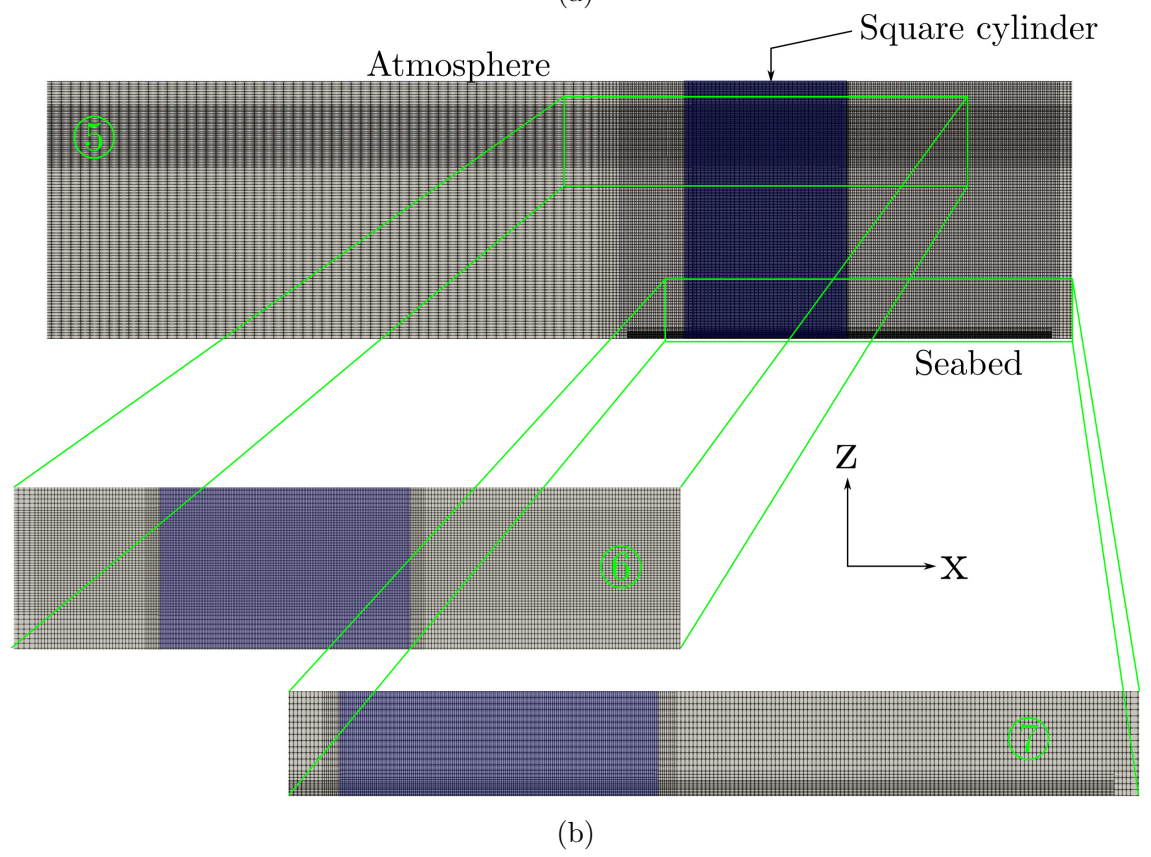 (a)
Square cylinder
Atmosphere
⑤
Seabed
z
x
⑥
⑦
(b)